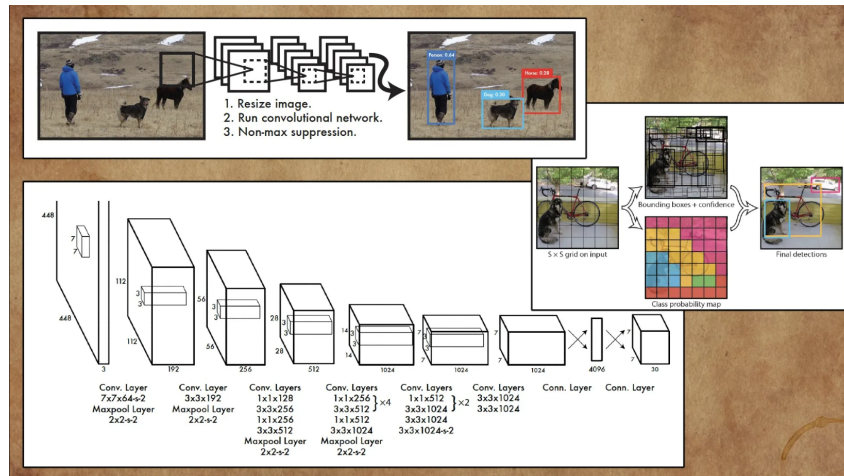 Person: 0.64
Horse: 0.28
Dog: 0.30
1. Resize image.
2. Run convolutional network.
3. Non-max suppression.
S × S grid on input
Bounding boxes + confidence
Class probability map
Final detections
448
448
7
7
3
112
112
3
3
192
56
56
3
3
256
28
28
3
3
512
14
14
3
3
1024
7
7
3
3
1024
7
7
1024
4096
7
7
30
Conv. Layer
7x7x64-s-2
Maxpool Layer
2x2-s-2
Conv. Layer
3x3x192
Maxpool Layer
2x2-s-2
Conv. Layers
1x1x128
3x3x256
1x1x256
3x3x512
Maxpool Layer
2x2-s-2
Conv. Layers
1x1x256
3x3x512
}×4
1x1x512
3x3x1024
Maxpool Layer
2x2-s-2
Conv. Layers
1x1x512
3x3x1024
}×2
3x3x1024
3x3x1024-s-2
Conv. Layers
3x3x1024
3x3x1024
Conn. Layer
Conn. Layer